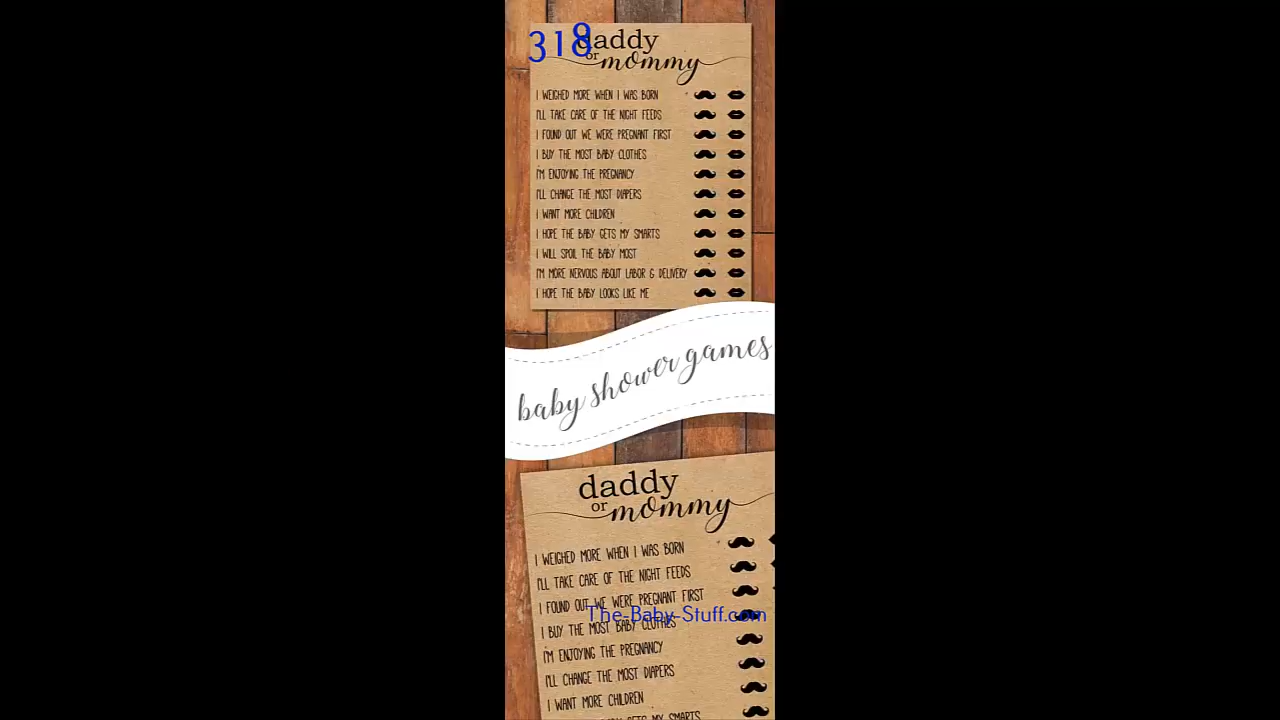 318
daddy
or mommy
I WEIGHED MORE WHEN I WAS BORN
I'LL TAKE CARE OF THE NIGHT FEEDS
I FOUND OUT WE WERE PREGNANT FIRST
I BUY THE MOST BABY CLOTHES
I'M ENJOYING THE PREGNANCY
I'LL CHANGE THE MOST DIAPERS
I WANT MORE CHILDREN
I HOPE THE BABY GETS MY SMARTS
I WILL SPOIL THE BABY MOST
I'M MORE NERVOUS ABOUT LABOR & DELIVERY
I HOPE THE BABY LOOKS LIKE ME
baby shower games
daddy
or mommy
I WEIGHED MORE WHEN I WAS BORN
I'LL TAKE CARE OF THE NIGHT FEEDS
I FOUND OUT WE WERE PREGNANT FIRST
The-Baby-Stuff.com
I BUY THE MOST BABY CLOTHES
I'M ENJOYING THE PREGNANCY
I'LL CHANGE THE MOST DIAPERS
I WANT MORE CHILDREN
GETS MY SMARTS